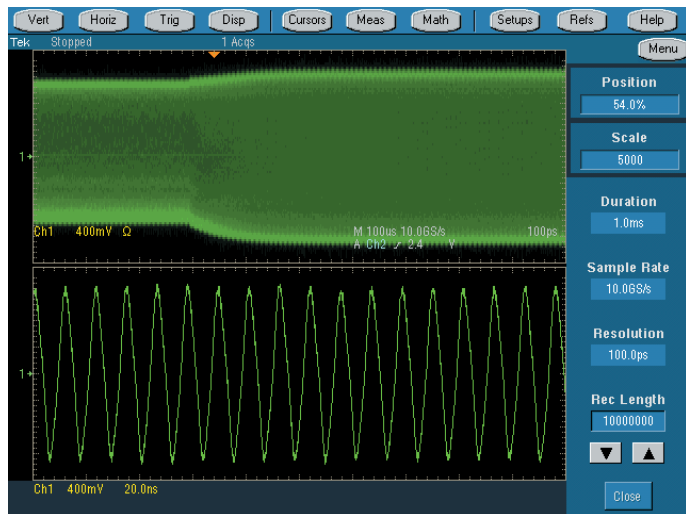 Vert Horiz Trig Disp Cursors Meas Math Setups Refs Help
Tek Stopped 1 Acqs
Menu
Position
54.0%
Scale
5000
1
Duration
1.0ms
Ch1 400mV Ω M 100us 10.0GS/s 100ps
A Ch2 2.4 V
Sample Rate
10.0GS/s
Resolution
100.0ps
1
Rec Length
10000000
Ch1 400mV 20.0ns
Close